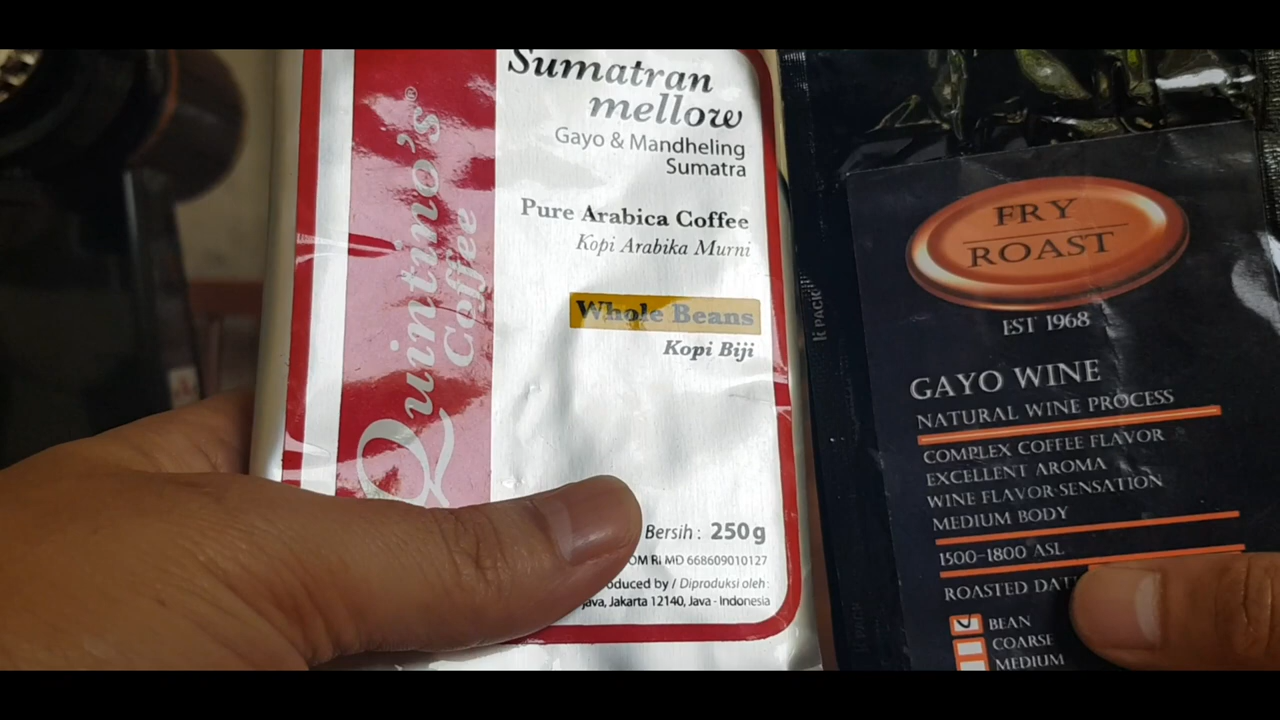 Quintino's®
Coffee
Sumatran
mellow
Gayo & Mandheling
Sumatra
Pure Arabica Coffee
Kopi Arabika Murni
Whole Beans
Kopi Biji
Bersih : 250 g
OM RI MD 668609010127
oduced by / Diproduksi oleh:
Jakarta 12140, Java - Indonesia
FRY
ROAST
EST 1968
GAYO WINE
NATURAL WINE PROCESS
COMPLEX COFFEE FLAVOR
EXCELLENT AROMA
WINE FLAVOR SENSATION
MEDIUM BODY
1500-1800 ASL
ROASTED DAT
BEAN
COARSE
MEDIUM